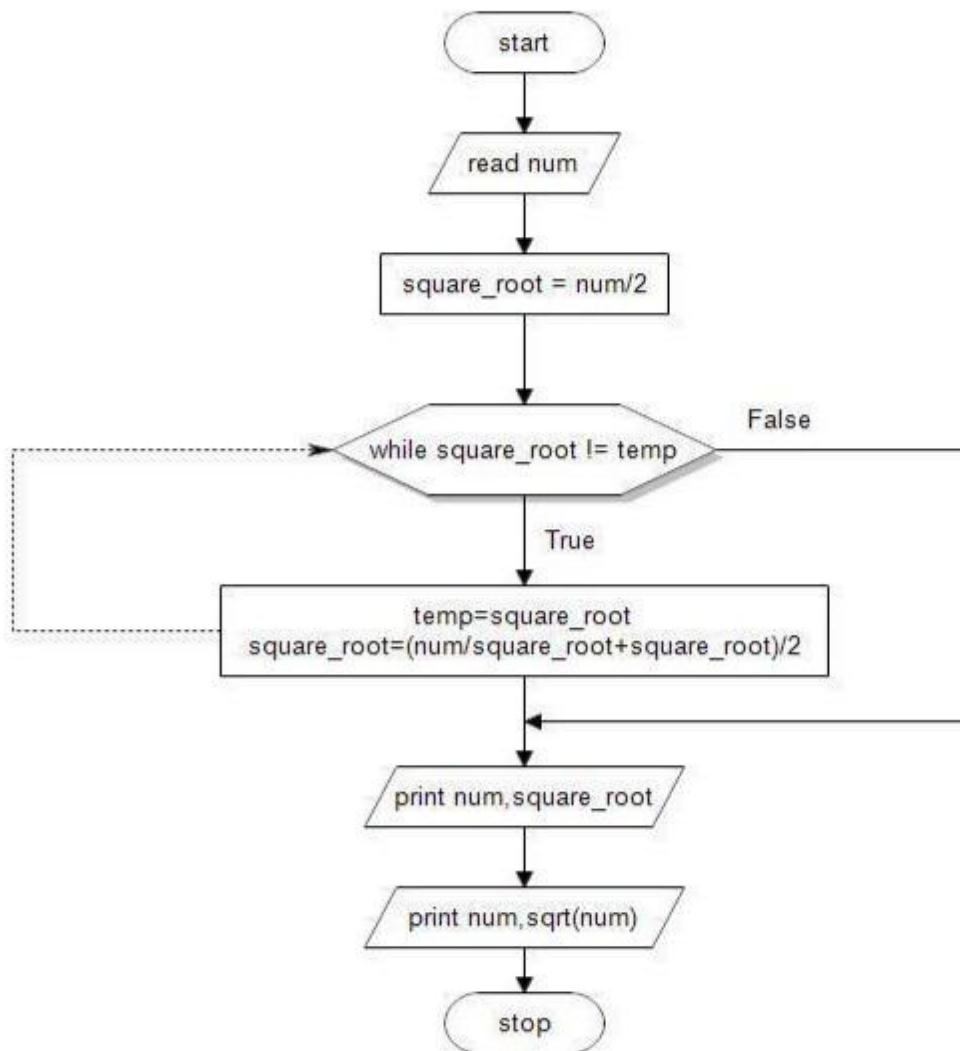 start
read num
square_root = num/2
False
while square_root != temp
True
temp=square_root
square_root=(num/square_root+square_root)/2
print num,square_root
print num,sqrt(num)
stop